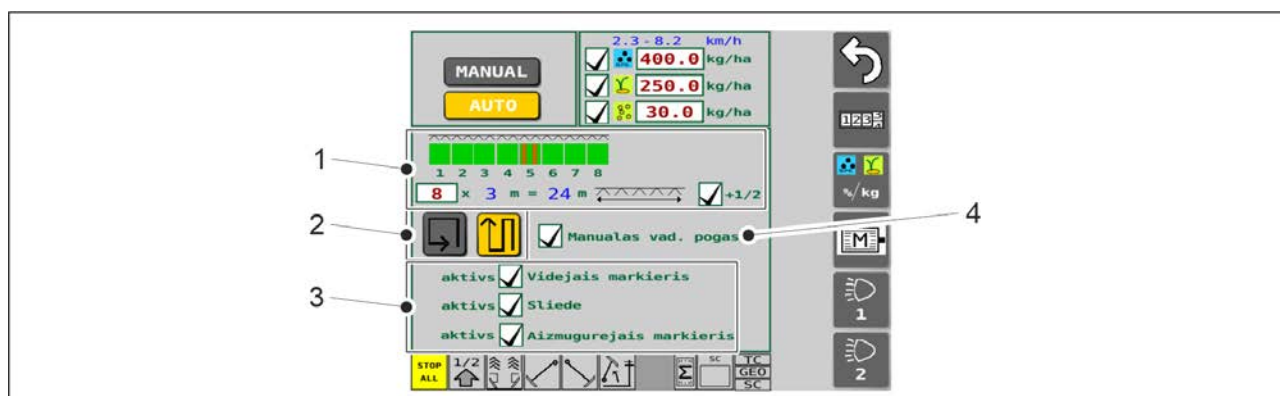 2.3 - 8.2 km/h
400.0 kg/ha
MANUAL
250.0 kg/ha
AUTO
30.0 kg/ha
1
1 2 3 4 5 6 7 8
8 x 3 m = 24 m +1/2
2
Manualas vad. pogas
4
3
aktivs Videjais markieris
aktivs Sliede
aktivs Aizmugurejais markieris
STOP ALL
1/2
Σ
SC
TC
GEO
SC
%/kg
M
1
2